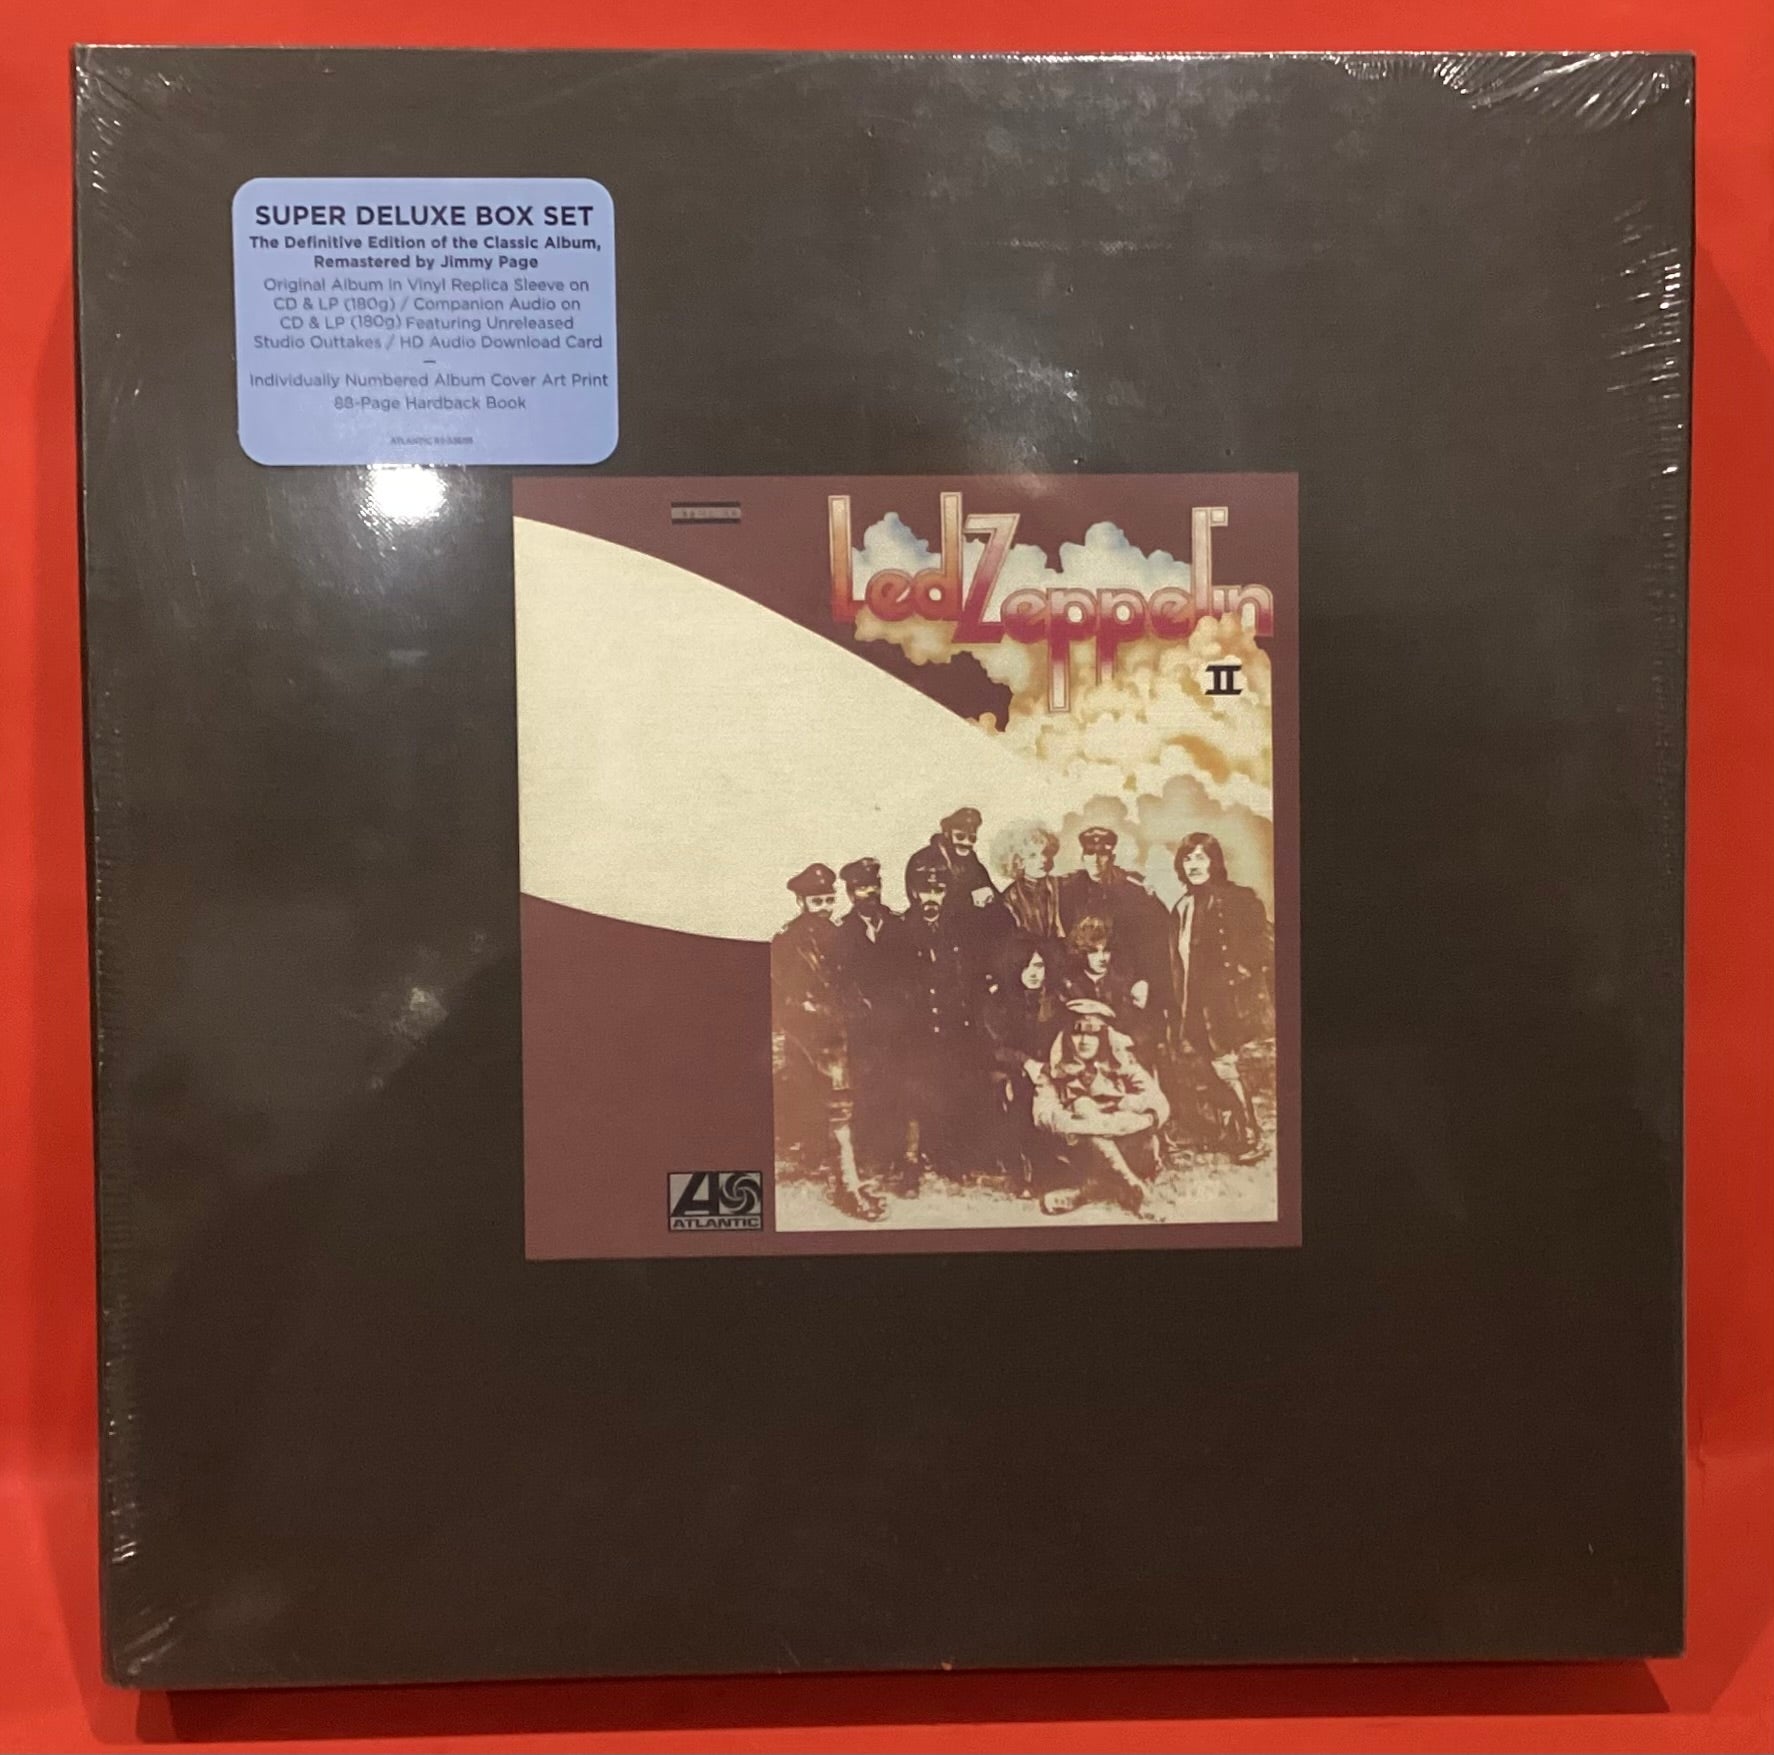 SUPER DELUXE BOX SET
The Definitive Edition of the Classic Album,
Remastered by Jimmy Page
Original Album in Vinyl Replica Sleeve on
CD & LP (180g) / Companion Audio on
CD & LP (180g) Featuring Unreleased
Studio Outtakes / HD Audio Download Card
—
Individually Numbered Album Cover Art Print
88-Page Hardback Book
ATLANTIC
Led Zeppelin
II
ATLANTIC